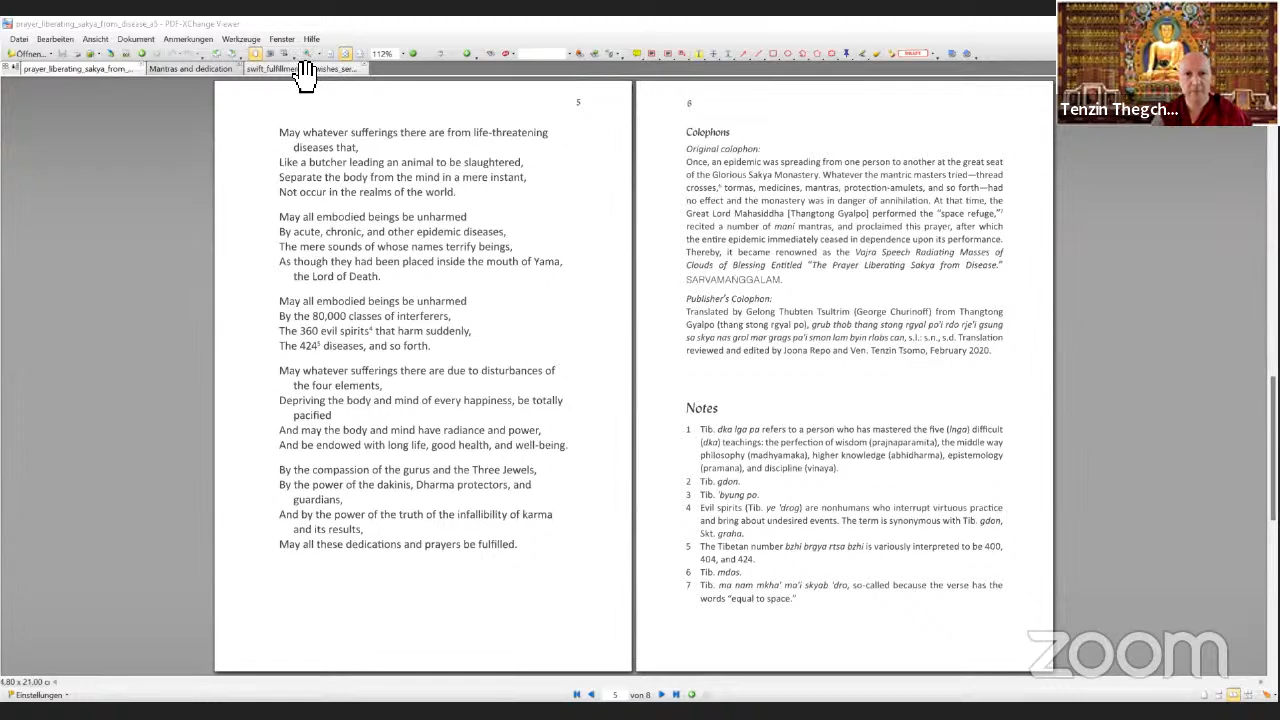 prayer_liberating_sakya_from_disease_a5 - PDF-XChange Viewer
Datei Bearbeiten Ansicht Dokument Anmerkungen Werkzeuge Fenster Hilfe
Öffnen... 112% DRAFT
prayer_liberating_sakya_from_... Mantras and dedication swift_fulfillme wishes_ser...
Tenzin Thegch...
5
May whatever sufferings there are from life-threatening
diseases that,
Like a butcher leading an animal to be slaughtered,
Separate the body from the mind in a mere instant,
Not occur in the realms of the world.
May all embodied beings be unharmed
By acute, chronic, and other epidemic diseases,
The mere sounds of whose names terrify beings,
As though they had been placed inside the mouth of Yama,
the Lord of Death.
May all embodied beings be unharmed
By the 80,000 classes of interferers,
The 360 evil spirits4 that harm suddenly,
The 4245 diseases, and so forth.
May whatever sufferings there are due to disturbances of
the four elements,
Depriving the body and mind of every happiness, be totally
pacified
And may the body and mind have radiance and power,
And be endowed with long life, good health, and well-being.
By the compassion of the gurus and the Three Jewels,
By the power of the dakinis, Dharma protectors, and
guardians,
And by the power of the truth of the infallibility of karma
and its results,
May all these dedications and prayers be fulfilled.
6
Colophons
Original colophon:
Once, an epidemic was spreading from one person to another at the great seat
of the Glorious Sakya Monastery. Whatever the mantric masters tried—thread
crosses,6 tormas, medicines, mantras, protection-amulets, and so forth—had
no effect and the monastery was in danger of annihilation. At that time, the
Great Lord Mahasiddha [Thangtong Gyalpo] performed the “space refuge,”7
recited a number of mani mantras, and proclaimed this prayer, after which
the entire epidemic immediately ceased in dependence upon its performance.
Thereby, it became renowned as the Vajra Speech Radiating Masses of
Clouds of Blessing Entitled “The Prayer Liberating Sakya from Disease.”
SARVAMANGGALAM.
Publisher’s Colophon:
Translated by Gelong Thubten Tsultrim (George Churinoff) from Thangtong
Gyalpo (thang stong rgyal po), grub thob thang stong rgyal pa'i rdo rje'i gsung
sa skya nas grol mar grags pa'i sman lam byin rlabs can, s.l.: s.n., s.d. Translation
reviewed and edited by Joona Repo and Ven. Tenzin Tsomo, February 2020.
Notes
1 Tib. dka lga pa refers to a person who has mastered the five (lnga) difficult
(dka) teachings: the perfection of wisdom (prajnaparamita), the middle way
philosophy (madhyamaka), higher knowledge (abhidharma), epistemology
(pramana), and discipline (vinaya).
2 Tib. gdon.
3 Tib. 'byung po.
4 Evil spirits (Tib. ye 'drog) are nonhumans who interrupt virtuous practice
and bring about undesired events. The term is synonymous with Tib. gdon,
Skt. graha.
5 The Tibetan number bzhi brgya rtsa bzhi is variously interpreted to be 400,
404, and 424.
6 Tib. mdos.
7 Tib. ma nam mkha' ma'i skyab 'dro, so-called because the verse has the
words “equal to space.”
zoom
4,80 x 21,00 c
Einstellungen 5 von 8